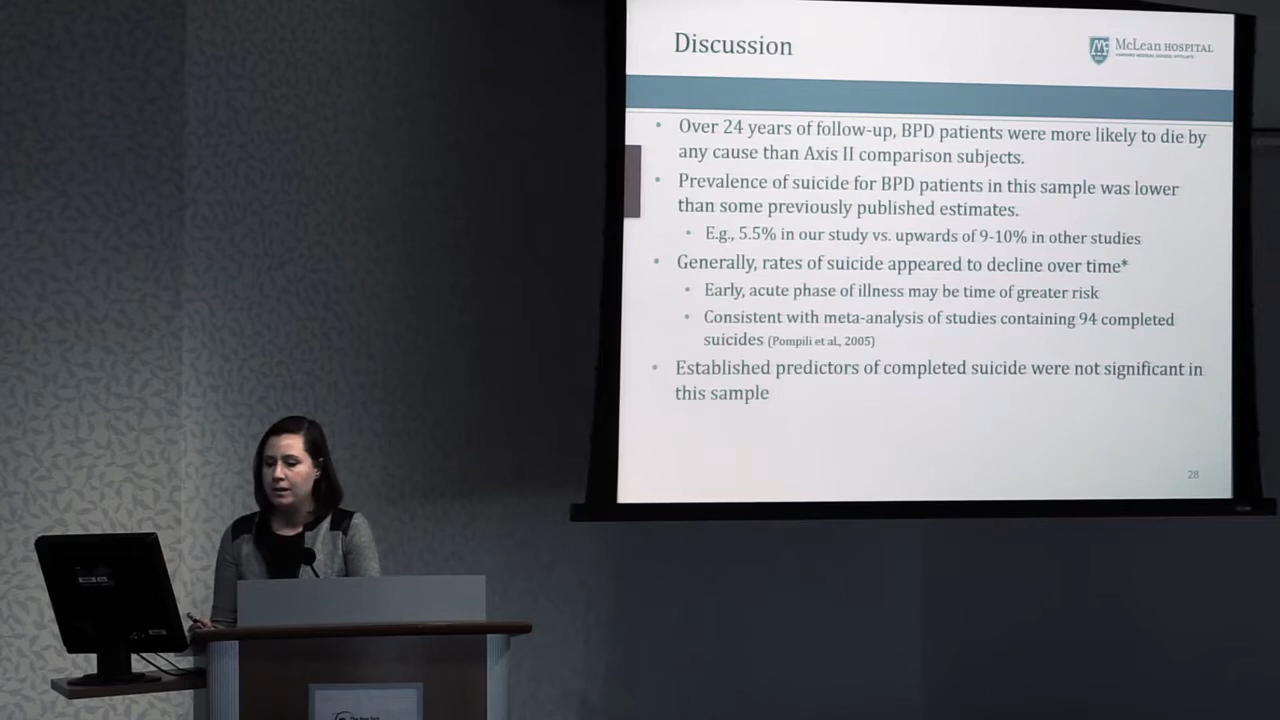 Discussion
McLean HOSPITAL
HARVARD MEDICAL SCHOOL AFFILIATE
• Over 24 years of follow-up, BPD patients were more likely to die by
any cause than Axis II comparison subjects.
• Prevalence of suicide for BPD patients in this sample was lower
than some previously published estimates.
• E.g., 5.5% in our study vs. upwards of 9-10% in other studies
• Generally, rates of suicide appeared to decline over time*
• Early, acute phase of illness may be time of greater risk
• Consistent with meta-analysis of studies containing 94 completed
suicides (Pompili et al., 2005)
• Established predictors of completed suicide were not significant in
this sample
28